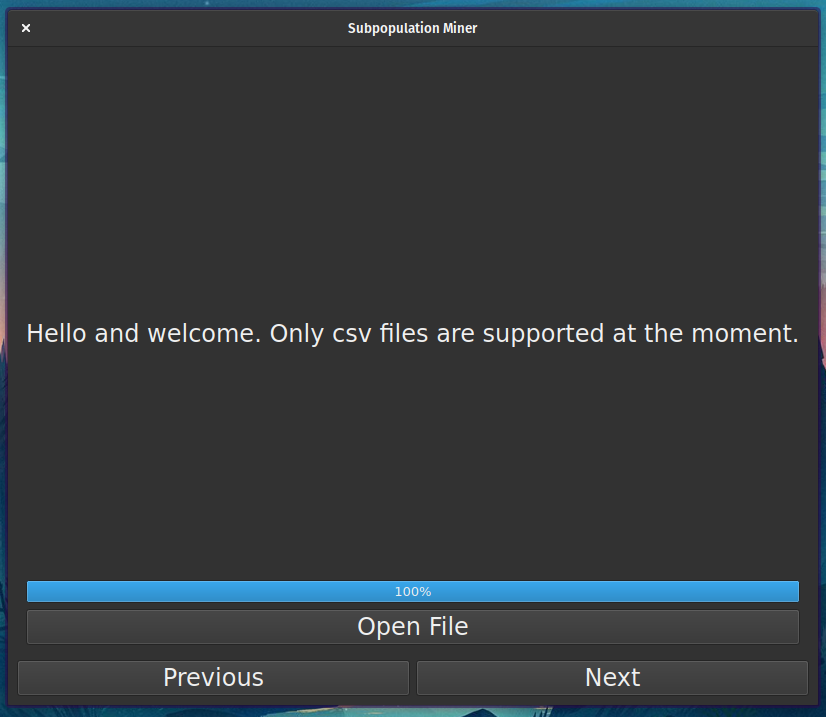 Subpopulation Miner
Hello and welcome. Only csv files are supported at the moment.
100%
Open File
Previous
Next